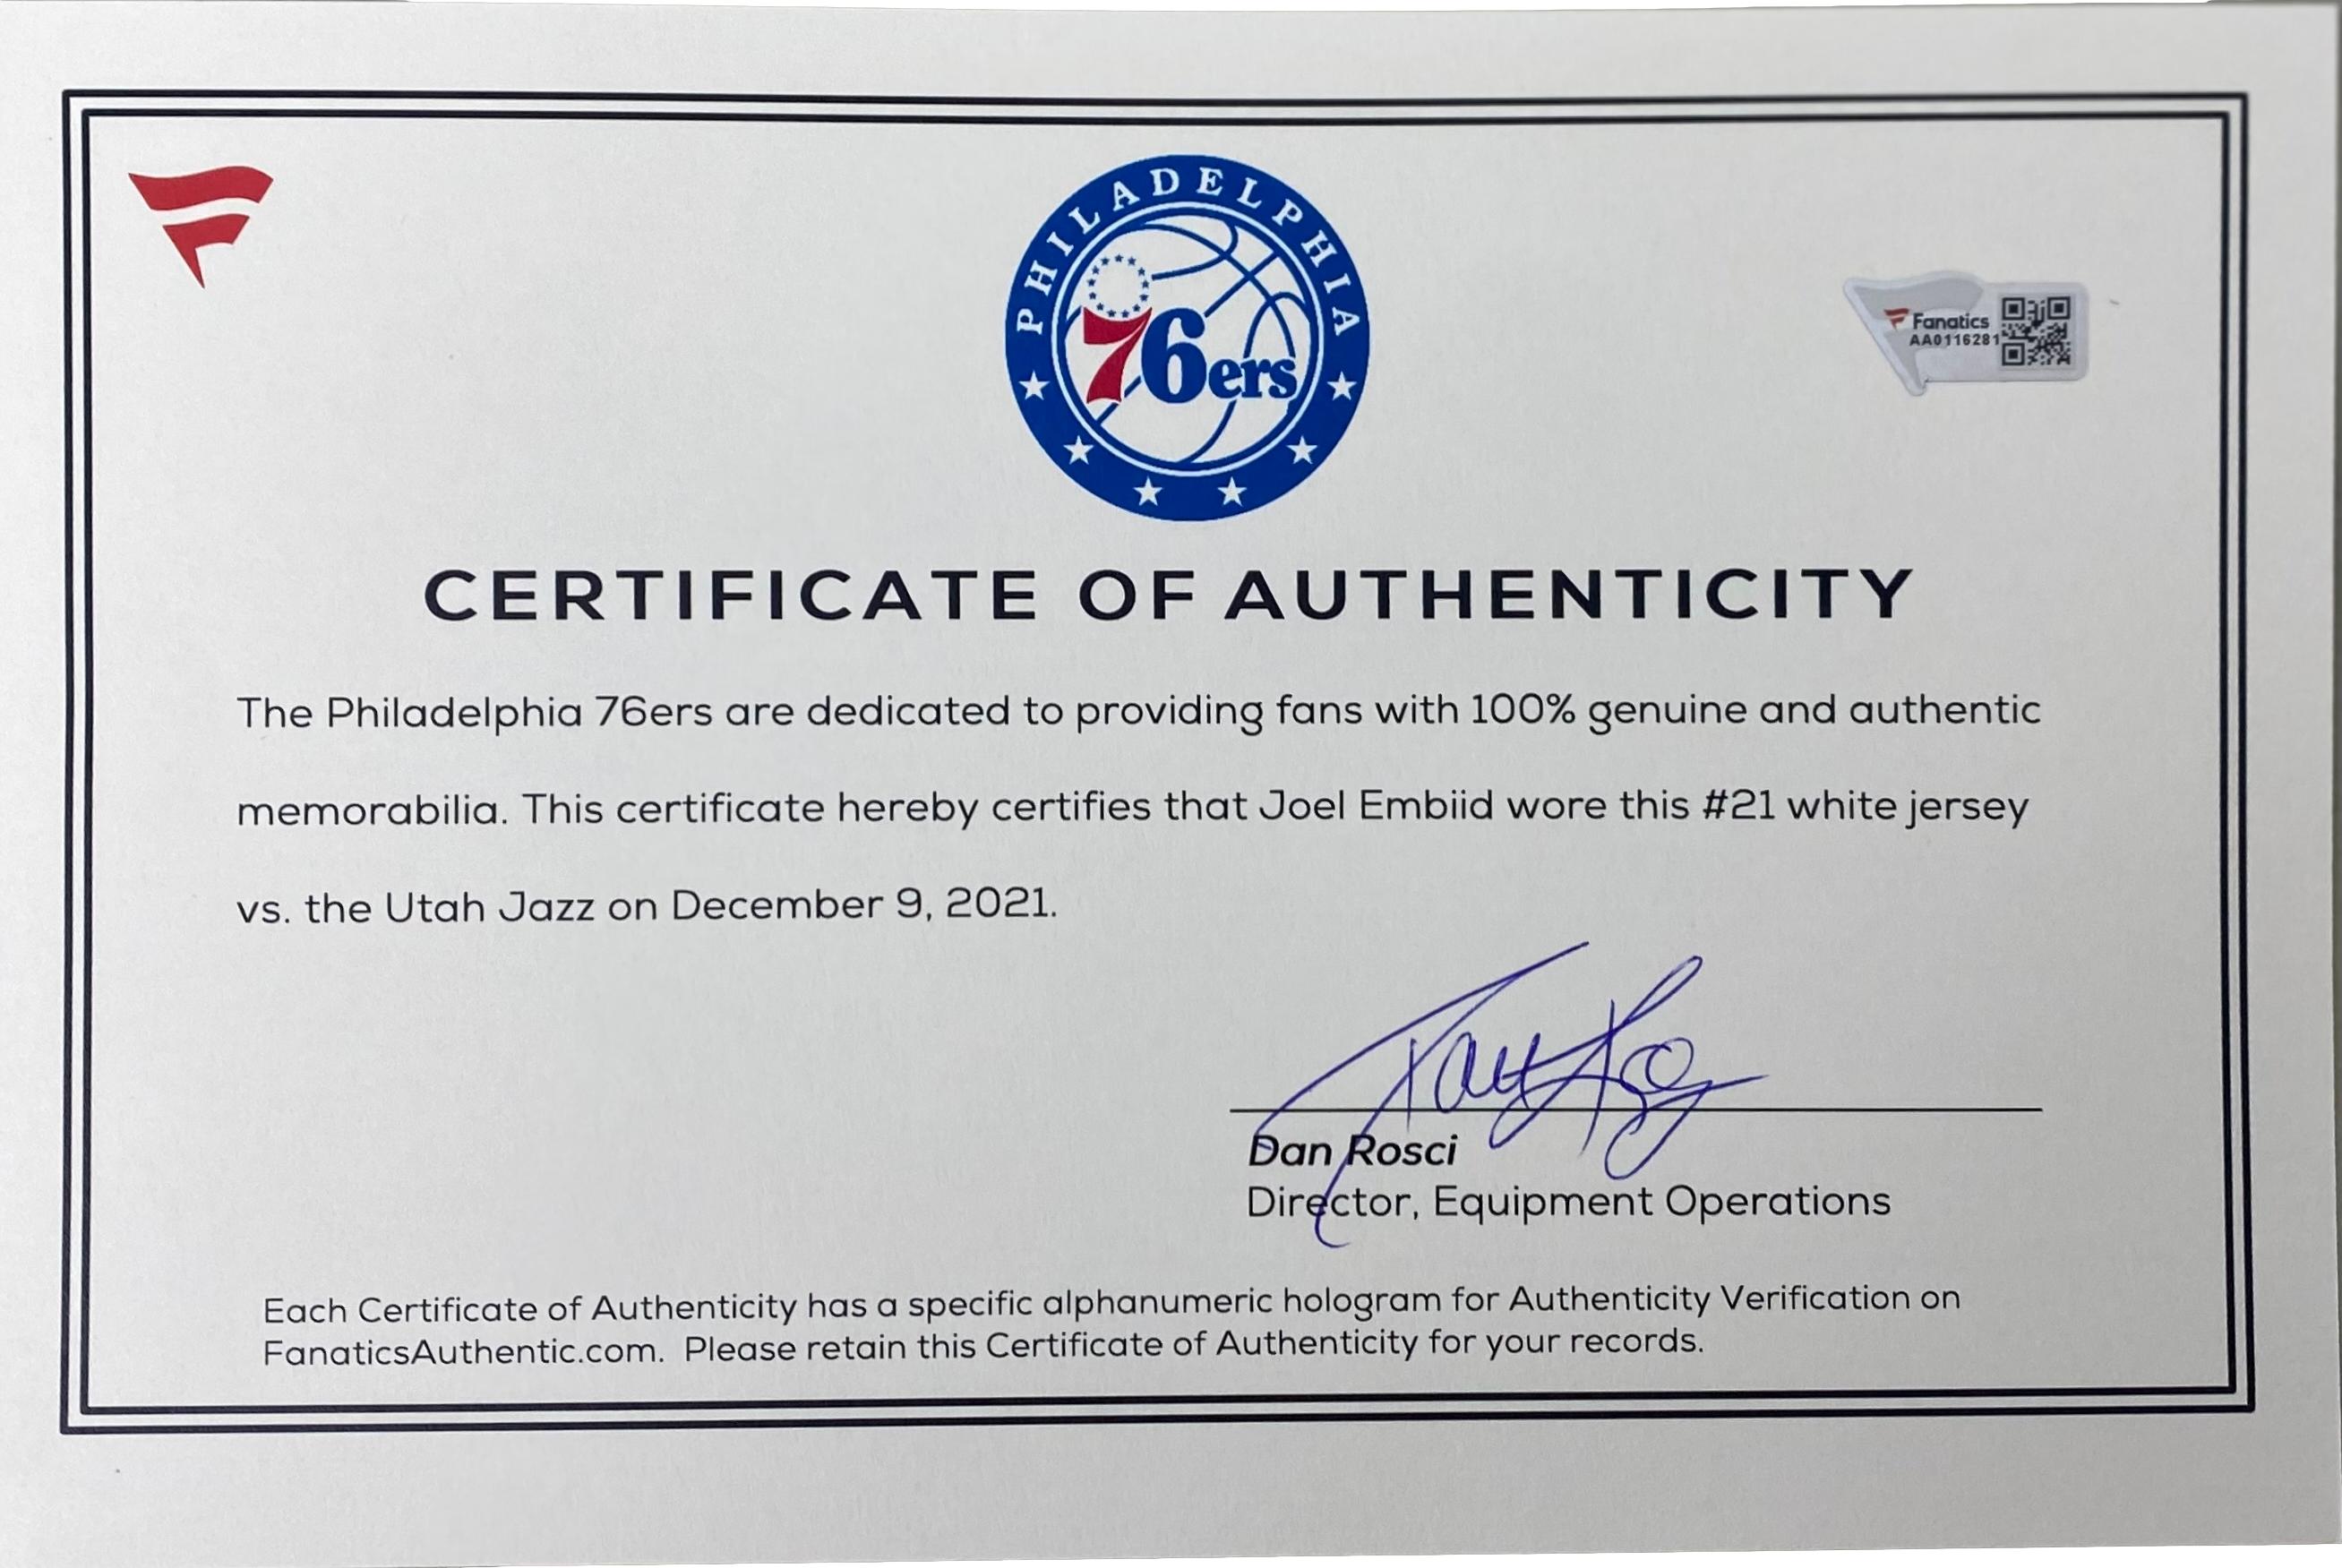 PHILADELPHIA
76ers
Fanatics
AA0116281
CERTIFICATE OF AUTHENTICITY
The Philadelphia 76ers are dedicated to providing fans with 100% genuine and authentic
memorabilia. This certificate hereby certifies that Joel Embiid wore this #21 white jersey
vs. the Utah Jazz on December 9, 2021.
Dan Rosci
Director, Equipment Operations
Each Certificate of Authenticity has a specific alphanumeric hologram for Authenticity Verification on
FanaticsAuthentic.com. Please retain this Certificate of Authenticity for your records.